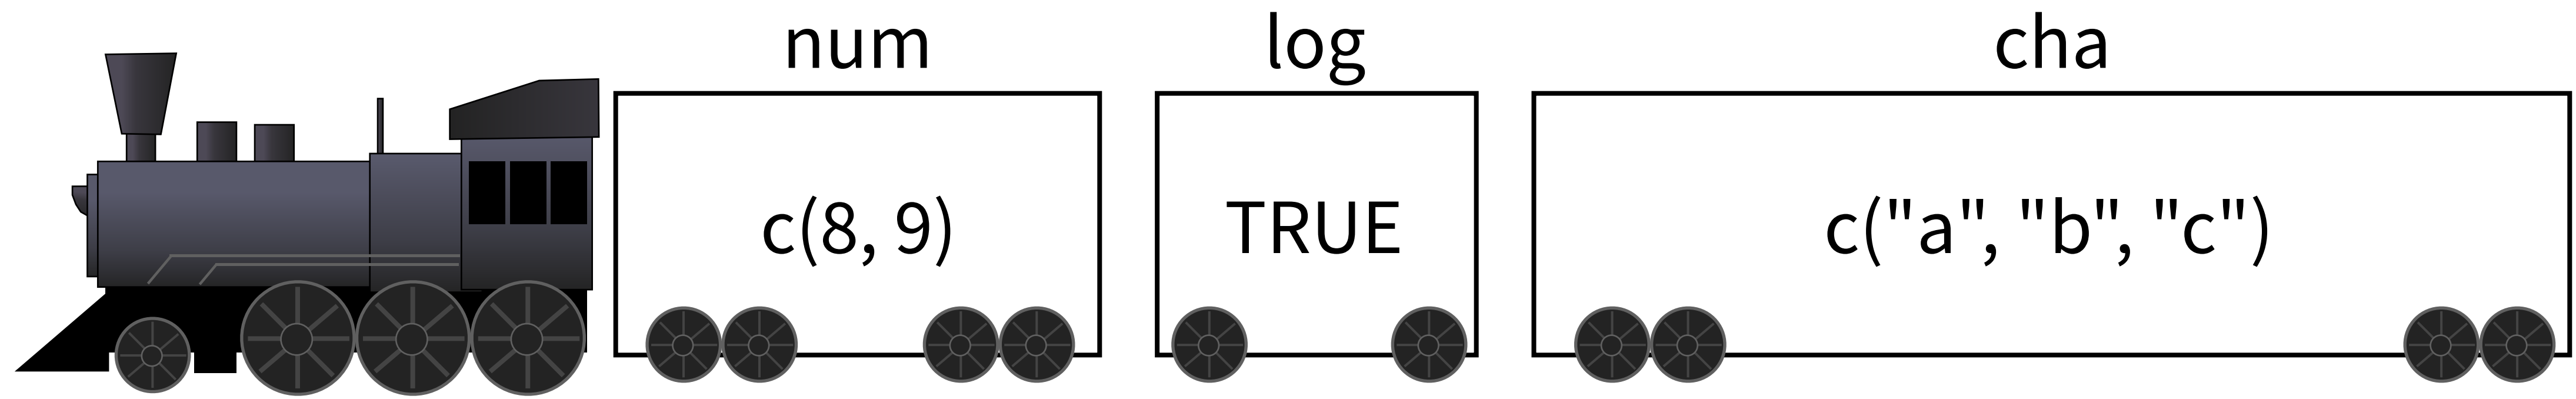 num
log
cha
c(8, 9)
TRUE
c("a", "b", "c")